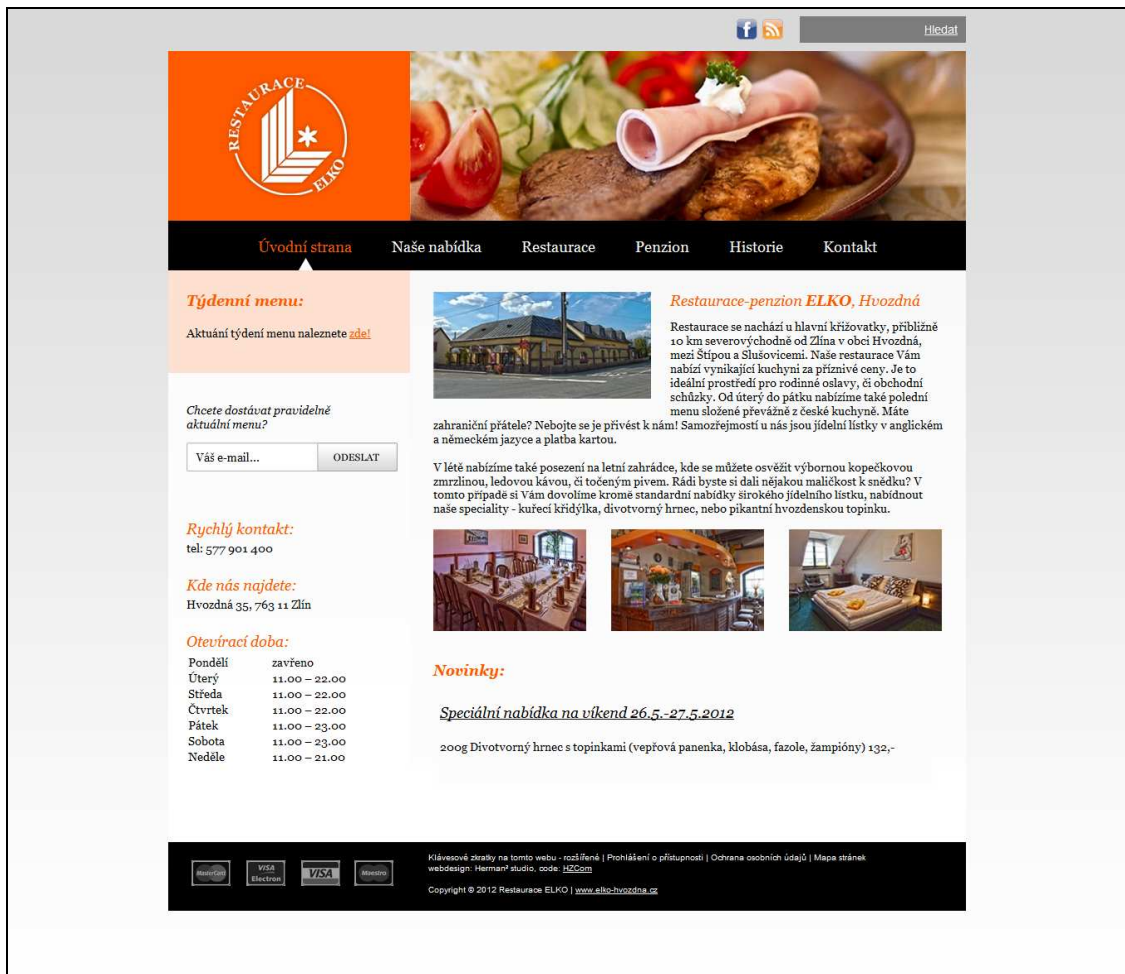 Hledat
RESTAURACE
ELKO
Úvodní strana Naše nabídka Restaurace Penzion Historie Kontakt
Týdenní menu:
Aktuání týdení menu naleznete zde!
Chcete dostávat pravidelně
aktuální menu?
Váš e-mail... ODESLAT
Rychlý kontakt:
tel: 577 901 400
Kde nás najdete:
Hvozdná 35, 763 11 Zlín
Otevírací doba:
Pondělí zavřeno
Úterý 11.00 – 22.00
Středa 11.00 – 22.00
Čtvrtek 11.00 – 22.00
Pátek 11.00 – 23.00
Sobota 11.00 – 23.00
Neděle 11.00 – 21.00
Restaurace-penzion ELKO, Hvozdná
Restaurace se nachází u hlavní křižovatky, přibližně
10 km severovýchodně od Zlína v obci Hvozdná,
mezi Štípou a Slušovicemi. Naše restaurace Vám
nabízí vynikající kuchyni za příznivé ceny. Je to
ideální prostředí pro rodinné oslavy, či obchodní
schůzky. Od úterý do pátku nabízíme také polední
menu složené převážně z české kuchyně. Máte
zahraniční přátele? Nebojte se je přivést k nám! Samozřejmostí u nás jsou jídelní lístky v anglickém
a německém jazyce a platba kartou.
V létě nabízíme také posezení na letní zahrádce, kde se můžete osvěžit výbornou kopečkovou
zmrzlinou, ledovou kávou, či točeným pivem. Rádi byste si dali nějakou maličkost k snědku? V
tomto případě si Vám dovolíme kromě standardní nabídky širokého jídelního lístku, nabídnout
naše speciality - kuřecí křidýlka, divotvorný hrnec, nebo pikantní hvozdenskou topinku.
Novinky:
Speciální nabídka na víkend 26.5.-27.5.2012
200g Divotvorný hrnec s topinkami (vepřová panenka, klobása, fazole, žampióny) 132,-
MasterCard VISA Electron VISA Maestro
Klávesové zkratky na tomto webu - rozšířené | Prohlášení o přístupnosti | Ochrana osobních údajů | Mapa stránek
webdesign: Herman² studio, code: HZCom
Copyright © 2012 Restaurace ELKO | www.elko-hvozdna.cz